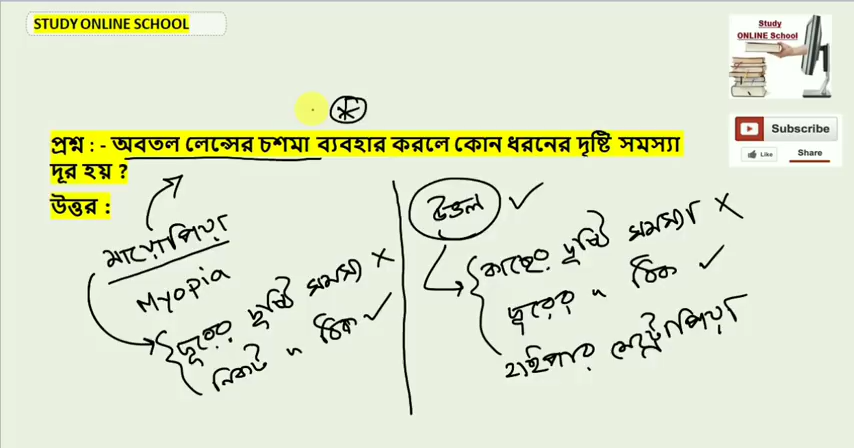 STUDY ONLINE SCHOOL
Study
ONLINE School
Subscribe
Like
Share
প্রশ্ন : - অবতল লেন্সের চশমা ব্যবহার করলে কোন ধরনের দৃষ্টি সমস্যা
দূর হয় ?
উত্তর :
মায়োপিয়া
Myopia
দূরের দৃষ্টি সমস্যা ×
নিকট " ঠিক ✓
উত্তল ✓
কাছের দৃষ্টি সমস্যা ×
দূরের " ঠিক ✓
হাইপার মেট্রোপিয়া